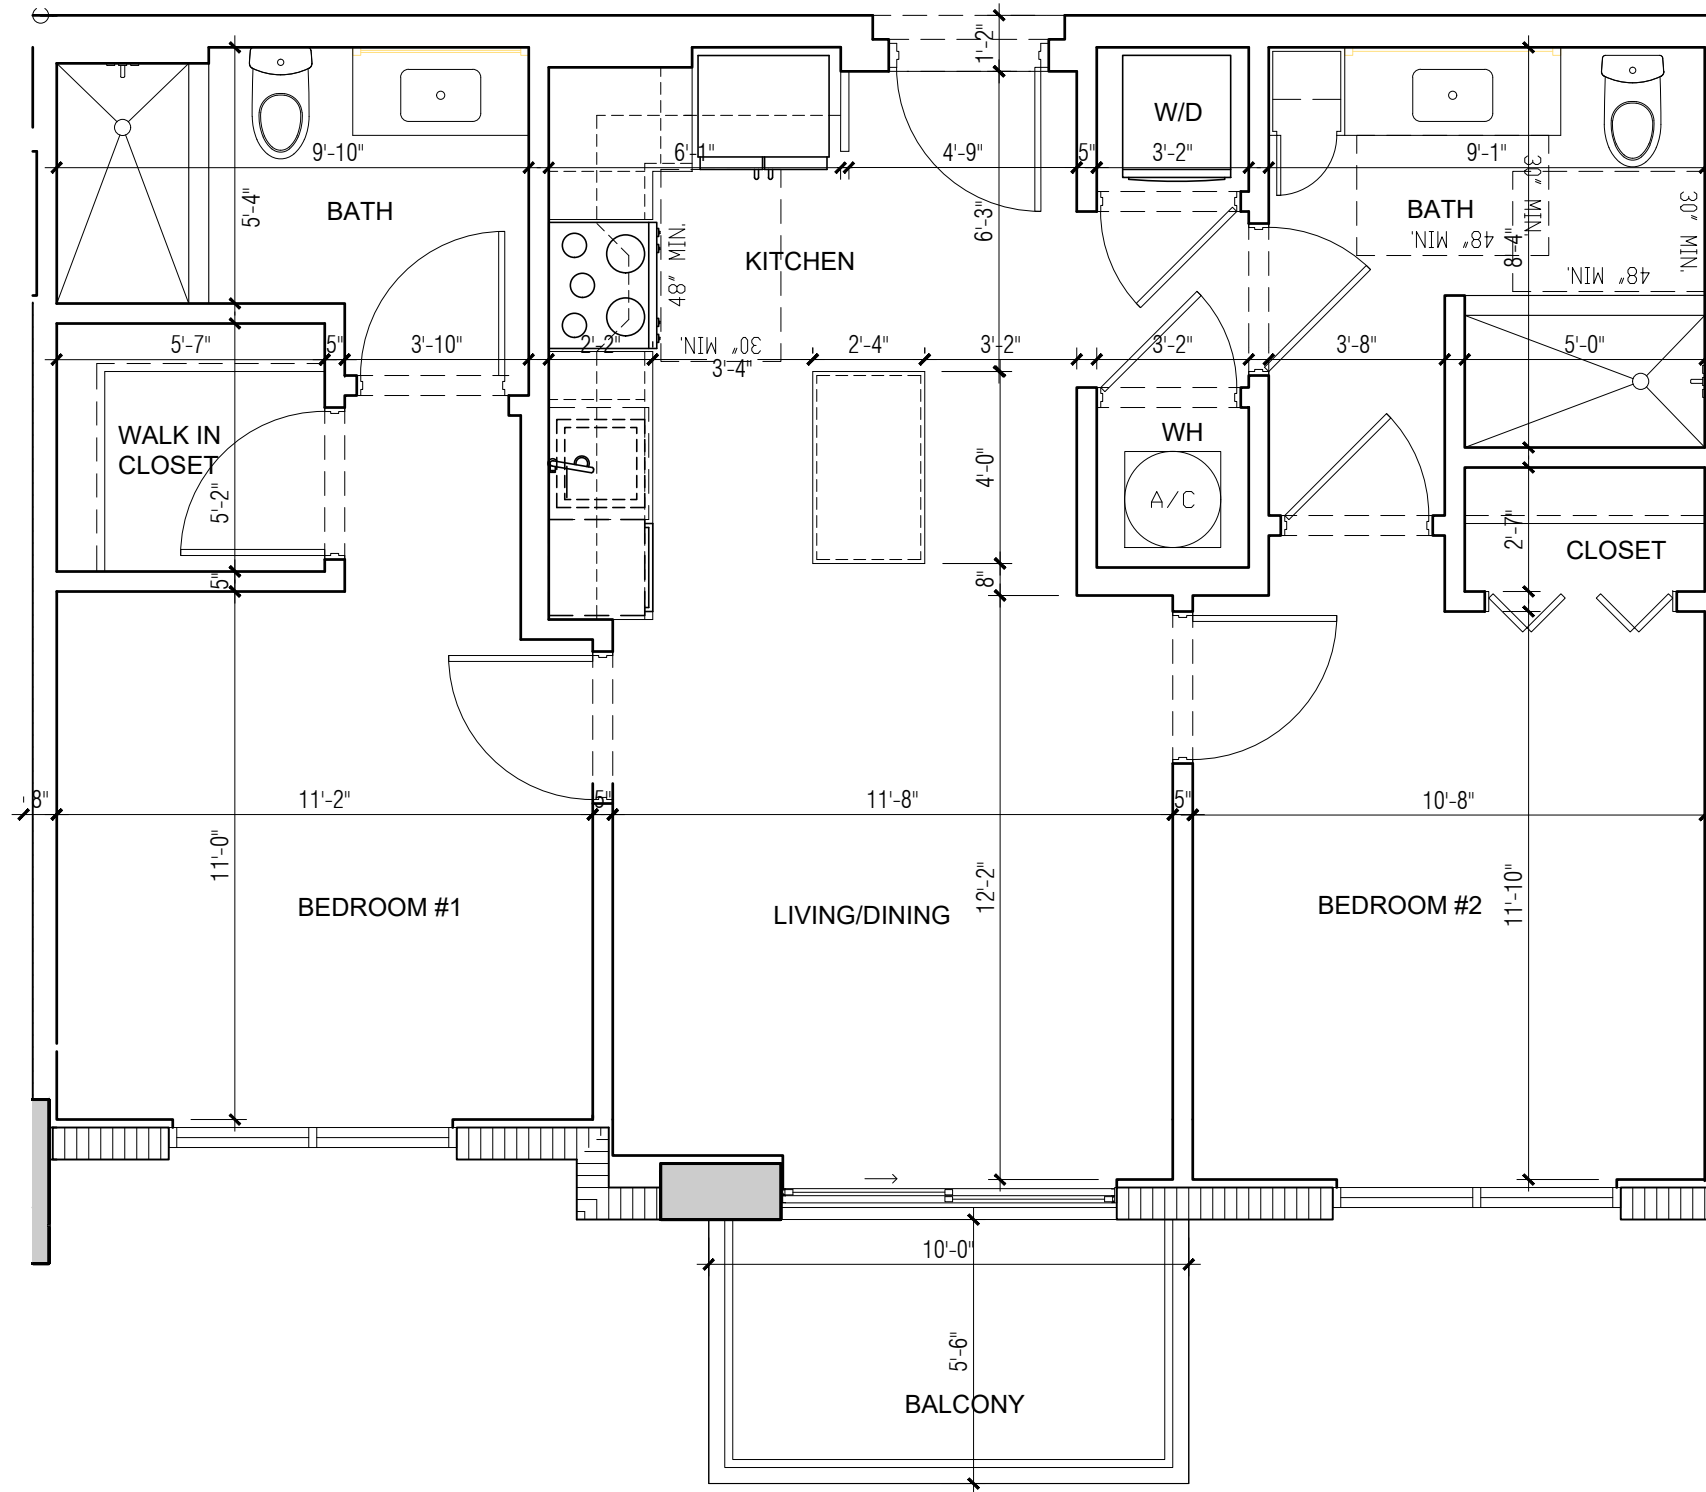 1'-2"
W/D
9'-10"
6'-1"
4'-9"
5"
3'-2"
9'-1"
5'-4"
BATH
6'-3"
BATH
30" MIN.
30" MIN.
48" MIN.
8'-4"
48" MIN.
48" MIN.
KITCHEN
5'-7"
5"
3'-10"
2'-2"
30" MIN.
3'-4"
2'-4"
3'-2"
3'-2"
3'-8"
5'-0"
WALK IN
CLOSET
WH
4'-0"
A/C
5'-2"
2'-7"
CLOSET
5"
8"
8"
11'-2"
5"
11'-8"
5"
10'-8"
11'-0"
12'-2"
11'-10"
BEDROOM #1
LIVING/DINING
BEDROOM #2
10'-0"
5'-6"
BALCONY